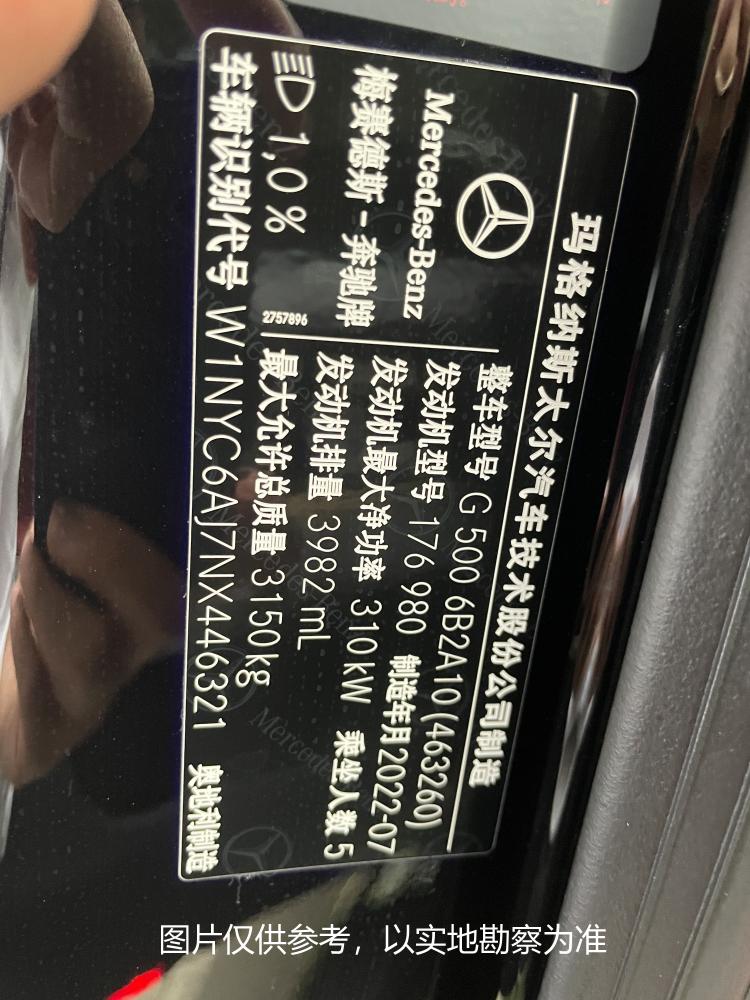 玛格纳斯太尔汽车技术股份公司制造
Mercedes-Benz
梅赛德斯-奔驰牌
1,0%
2757896
整车型号 G 500 6B2A10(463260)
发动机型号 176 980 制造年月2022-07
发动机最大净功率 310kW 乘坐人数 5
发动机排量 3982 mL
最大允许总质量 3150kg
车辆识别代号 W1NYC6AJ7NX446321 奥地利制造
图片仅供参考，以实地勘察为准